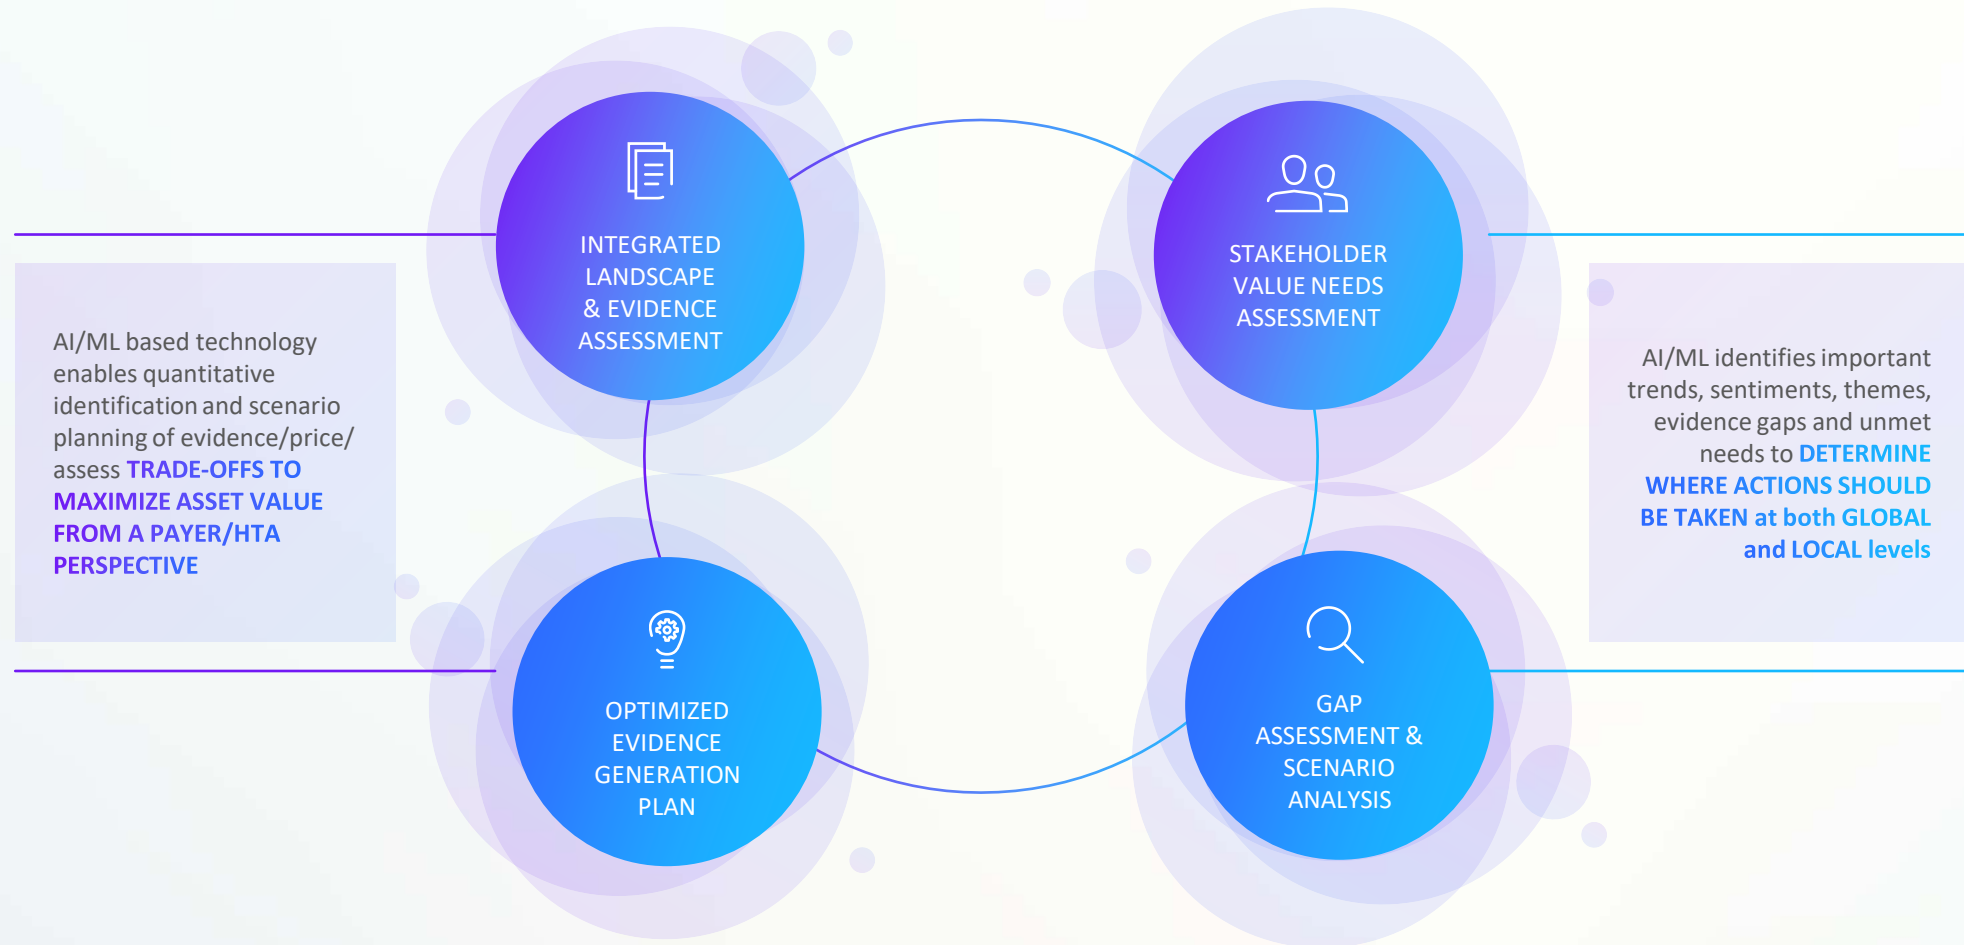 INTEGRATED
LANDSCAPE
& EVIDENCE
ASSESSMENT
STAKEHOLDER
VALUE NEEDS
ASSESSMENT
AI/ML based technology
enables quantitative
identification and scenario
planning of evidence/price/
assess TRADE-OFFS TO
MAXIMIZE ASSET VALUE
FROM A PAYER/HTA
PERSPECTIVE
AI/ML identifies important
trends, sentiments, themes,
evidence gaps and unmet
needs to DETERMINE
WHERE ACTIONS SHOULD
BE TAKEN at both GLOBAL
and LOCAL levels
OPTIMIZED
EVIDENCE
GENERATION
PLAN
GAP
ASSESSMENT &
SCENARIO
ANALYSIS